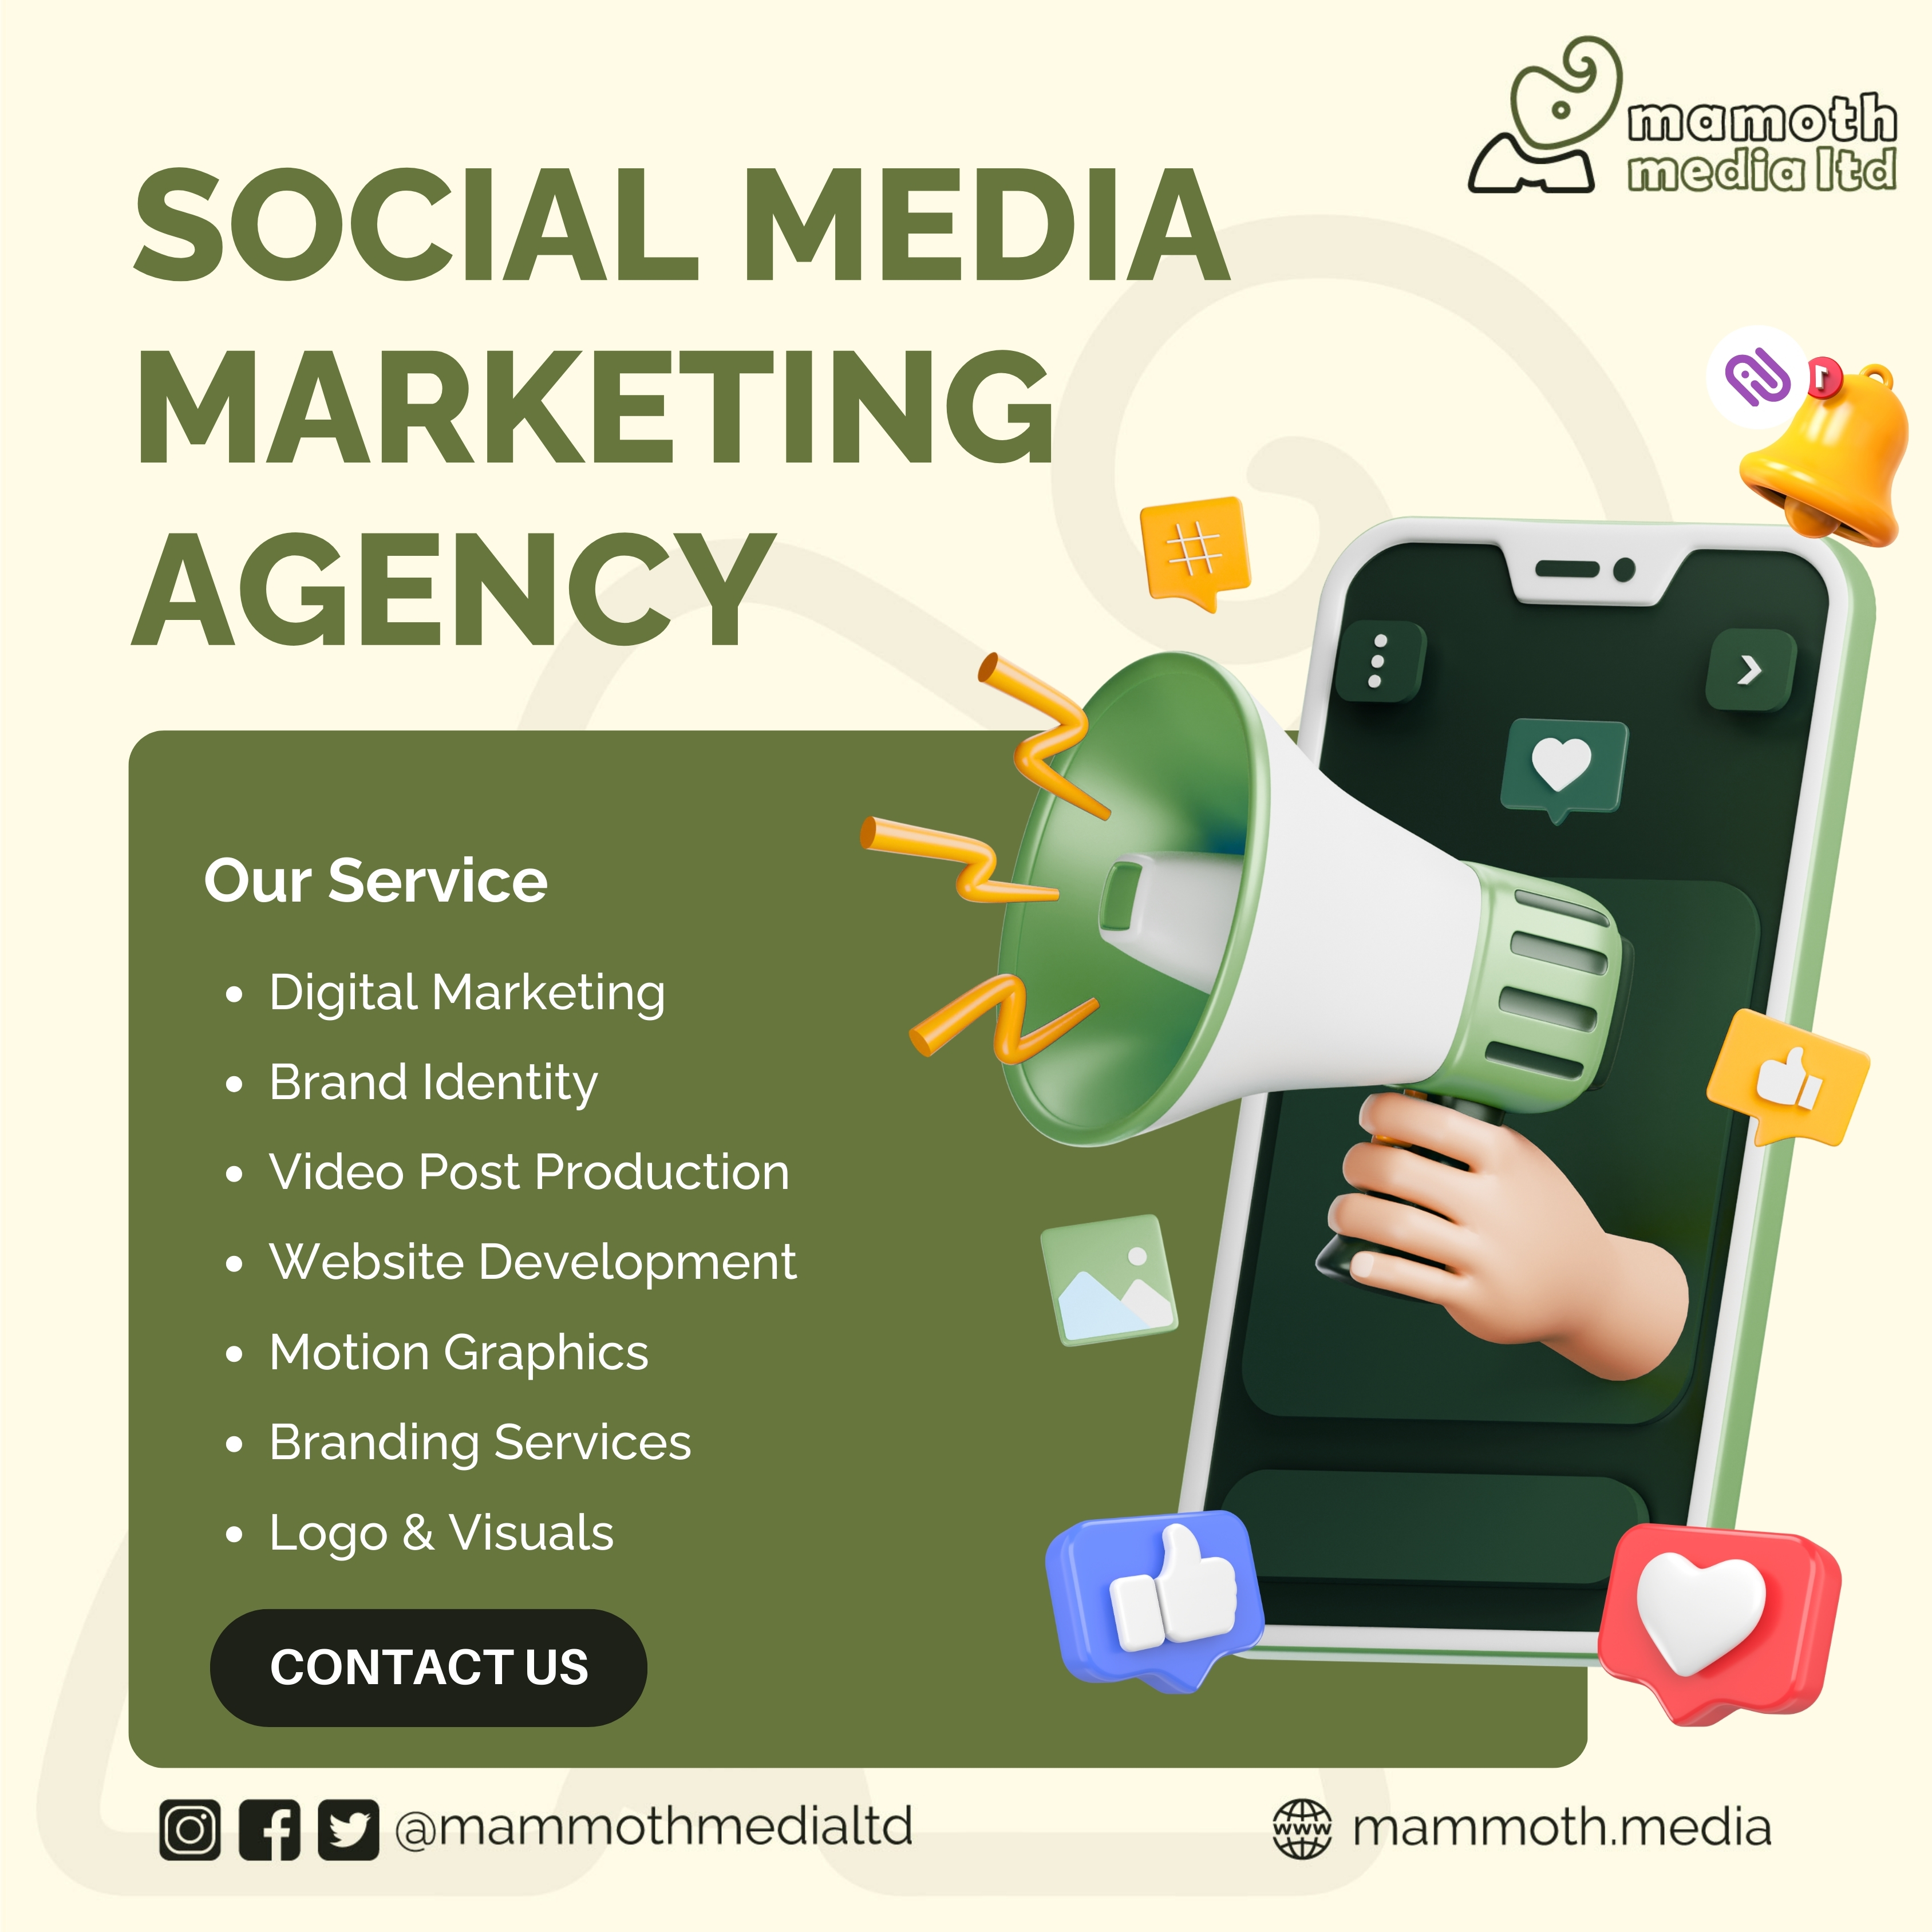 mamoth
media ltd
SOCIAL MEDIA
MARKETING
AGENCY
1
#
Our Service
• Digital Marketing
• Brand Identity
• Video Post Production
• Website Development
• Motion Graphics
• Branding Services
• Logo & Visuals
CONTACT US
@mammothmedialtd
www mammoth.media